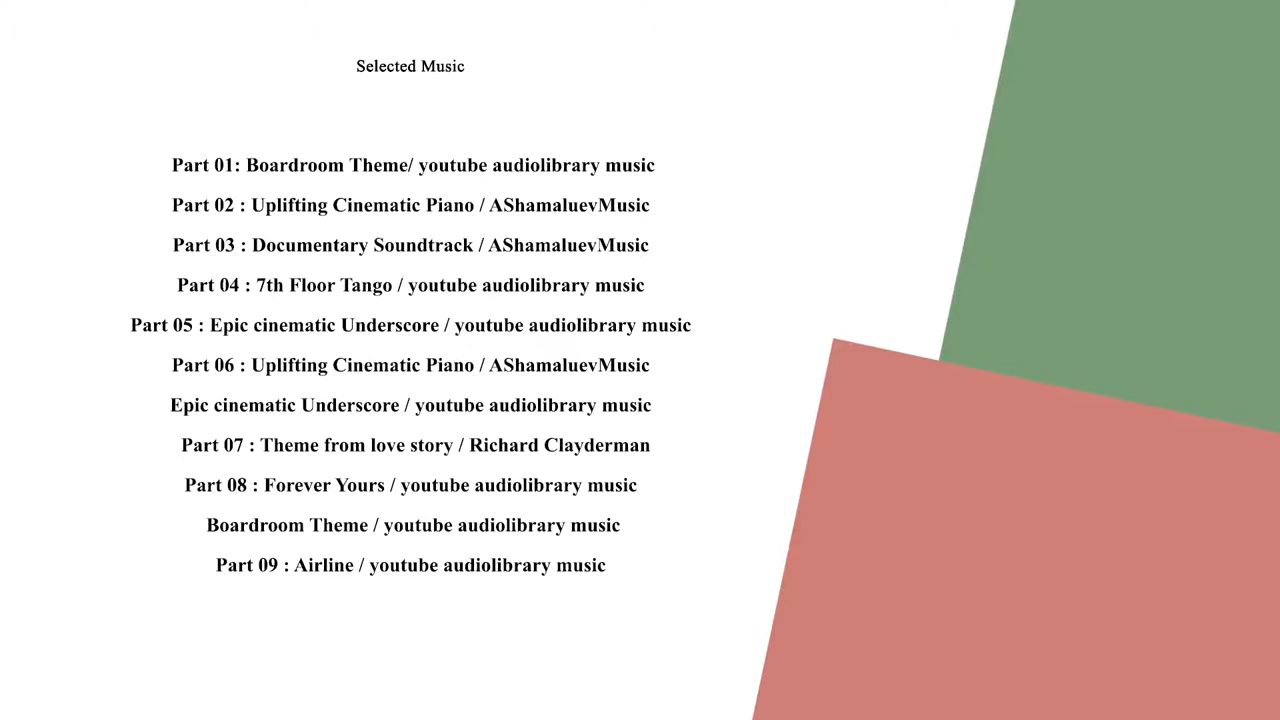 Selected Music
Part 01: Boardroom Theme/ youtube audiolibrary music
Part 02 : Uplifting Cinematic Piano / AShamaluevMusic
Part 03 : Documentary Soundtrack / AShamaluevMusic
Part 04 : 7th Floor Tango / youtube audiolibrary music
Part 05 : Epic cinematic Underscore / youtube audiolibrary music
Part 06 : Uplifting Cinematic Piano / AShamaluevMusic
Epic cinematic Underscore / youtube audiolibrary music
Part 07 : Theme from love story / Richard Clayderman
Part 08 : Forever Yours / youtube audiolibrary music
Boardroom Theme / youtube audiolibrary music
Part 09 : Airline / youtube audiolibrary music